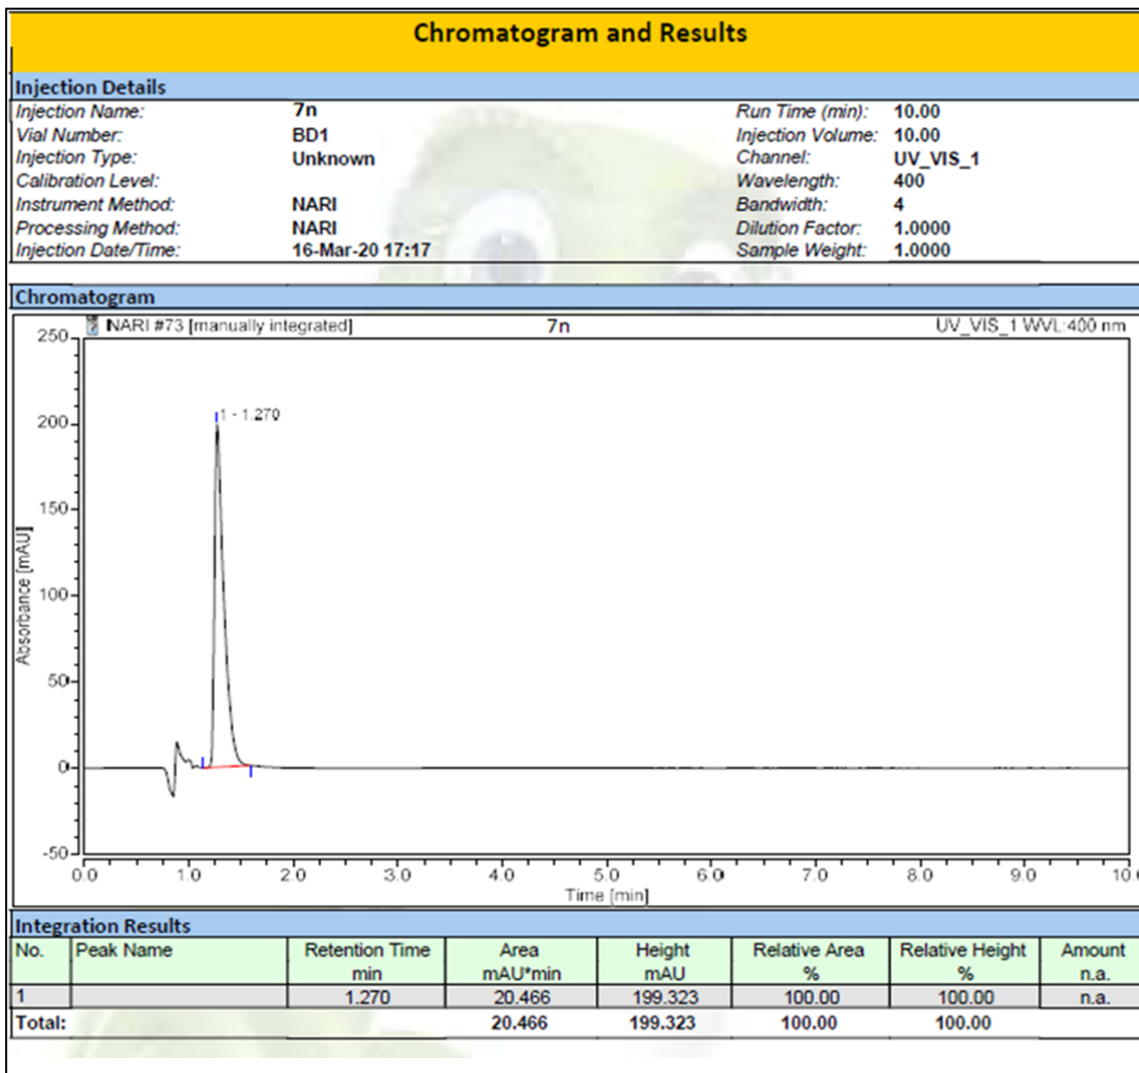 Chromatogram and Results
Injection Details
Injection Name: 7n Run Time (min): 10.00
Vial Number: BD1 Injection Volume: 10.00
Injection Type: Unknown Channel: UV_VIS_1
Calibration Level: Wavelength: 400
Instrument Method: NARI Bandwidth: 4
Processing Method: NARI Dilution Factor: 1.0000
Injection Date/Time: 16-Mar-20 17:17 Sample Weight: 1.0000
Chromatogram
NARI #73 [manually integrated] 7n UV_VIS_1 WVL:400 nm
250
200
150
100
50
0
-50
Absorbance [mAU]
1 - 1.270
0.0 1.0 2.0 3.0 4.0 5.0 6.0 7.0 8.0 9.0 10.0
Time [min]
Integration Results
No. Peak Name Retention Time Area Height Relative Area Relative Height Amount
min mAU*min mAU % % n.a.
1 1.270 20.466 199.323 100.00 100.00 n.a.
Total: 20.466 199.323 100.00 100.00